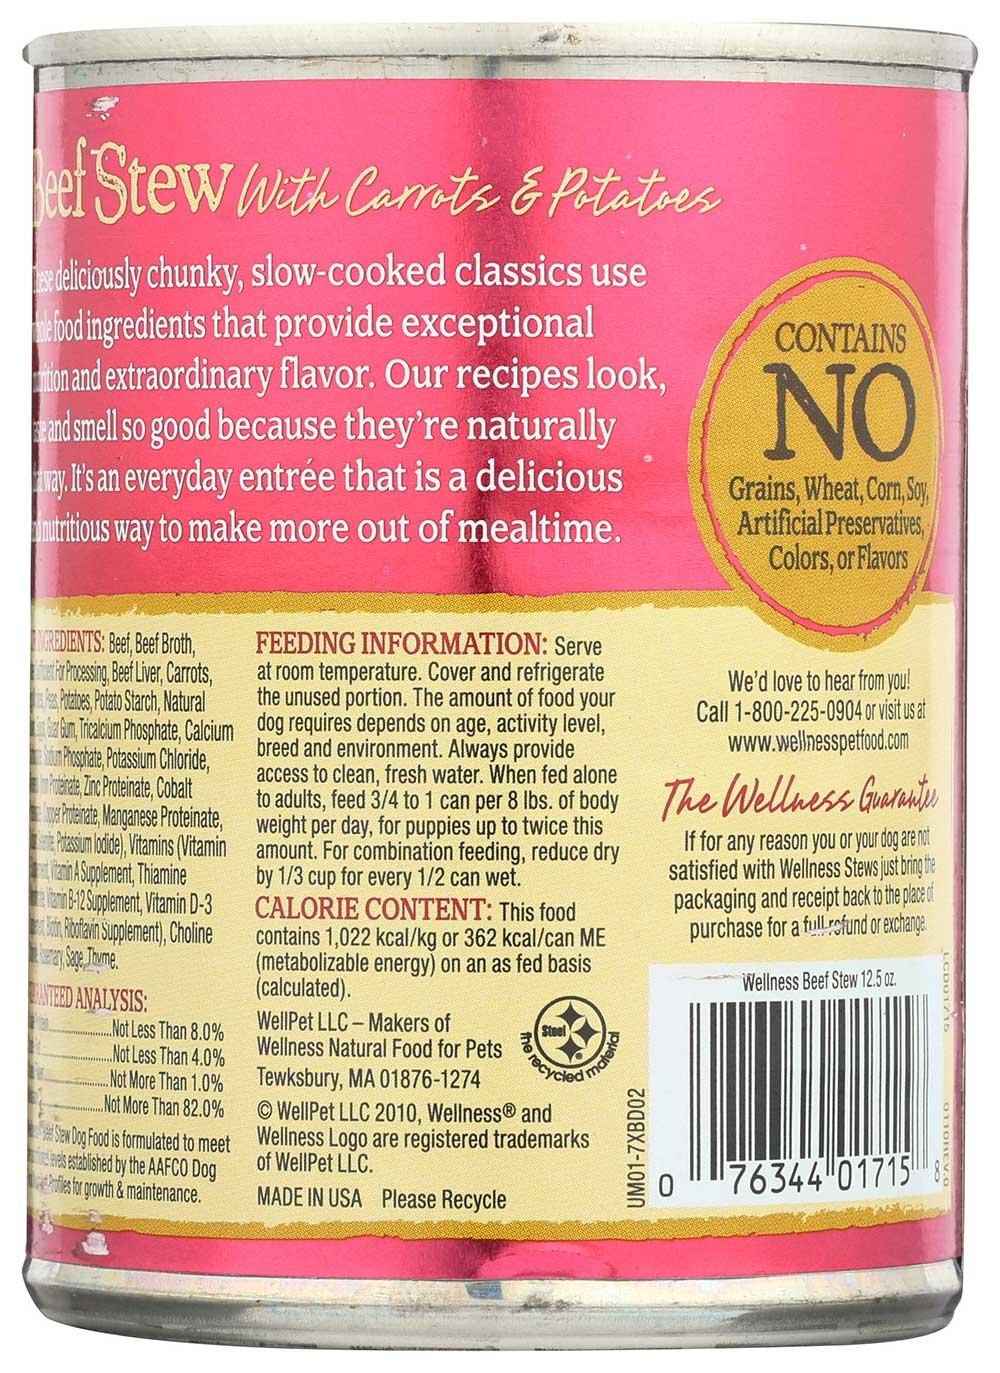 Beef Stew With Carrots & Potatoes
These deliciously chunky, slow-cooked classics use
whole food ingredients that provide exceptional
nutrition and extraordinary flavor. Our recipes look,
taste and smell so good because they're naturally
that way. It's an everyday entrée that is a delicious
and nutritious way to make more out of mealtime.
CONTAINS
NO
Grains, Wheat, Corn, Soy,
Artificial Preservatives,
Colors, or Flavors
INGREDIENTS: Beef, Beef Broth,
For Processing, Beef Liver, Carrots,
Peas, Potatoes, Potato Starch, Natural
Guar Gum, Tricalcium Phosphate, Calcium
Sodium Phosphate, Potassium Chloride,
Iron Proteinate, Zinc Proteinate, Cobalt
Copper Proteinate, Manganese Proteinate,
Potassium Iodide), Vitamins (Vitamin
Vitamin A Supplement, Thiamine
Vitamin B-12 Supplement, Vitamin D-3
Biotin, Riboflavin Supplement), Choline
Rosemary, Sage, Thyme.
GUARANTEED ANALYSIS:
Not Less Than 8.0%
Not Less Than 4.0%
Not More Than 1.0%
Not More Than 82.0%
Beef Stew Dog Food is formulated to meet
levels established by the AAFCO Dog
Profiles for growth & maintenance.
FEEDING INFORMATION: Serve
at room temperature. Cover and refrigerate
the unused portion. The amount of food your
dog requires depends on age, activity level,
breed and environment. Always provide
access to clean, fresh water. When fed alone
to adults, feed 3/4 to 1 can per 8 lbs. of body
weight per day, for puppies up to twice this
amount. For combination feeding, reduce dry
by 1/3 cup for every 1/2 can wet.
CALORIE CONTENT: This food
contains 1,022 kcal/kg or 362 kcal/can ME
(metabolizable energy) on an as fed basis
(calculated).
WellPet LLC – Makers of
Wellness Natural Food for Pets
Tewksbury, MA 01876-1274
© WellPet LLC 2010, Wellness® and
Wellness Logo are registered trademarks
of WellPet LLC.
MADE IN USA Please Recycle
Steel
the recycled material
We'd love to hear from you!
Call 1-800-225-0904 or visit us at
www.wellnesspetfood.com
The Wellness Guarantee
If for any reason you or your dog are not
satisfied with Wellness Stews just bring the
packaging and receipt back to the place of
purchase for a full refund or exchange.
Wellness Beef Stew 12.5 oz.
UM01-7XBD02
0 76344 01715 8
LCD01715
0110REV.0